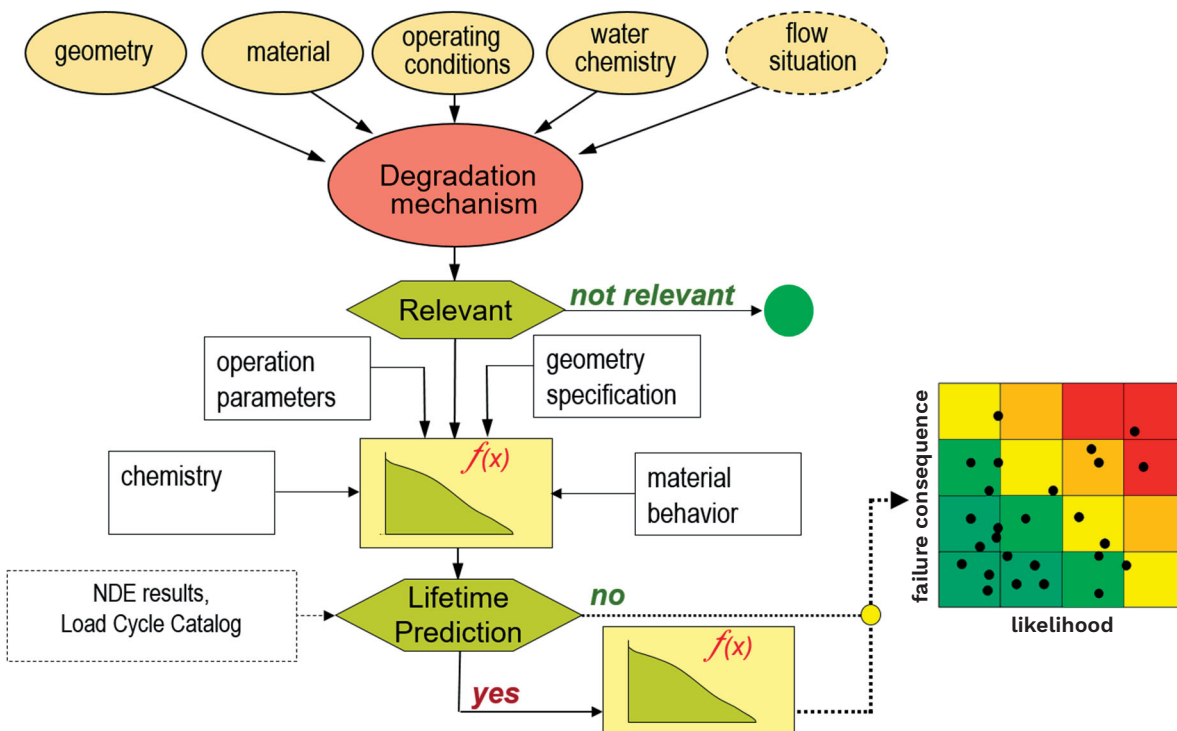 geometry
material
operating
conditions
water
chemistry
flow
situation
Degradation
mechanism
Relevant
not relevant
operation
parameters
geometry
specification
f(x)
chemistry
material
behavior
NDE results,
Load Cycle Catalog
Lifetime
Prediction
no
yes
f(x)
failure consequence
likelihood